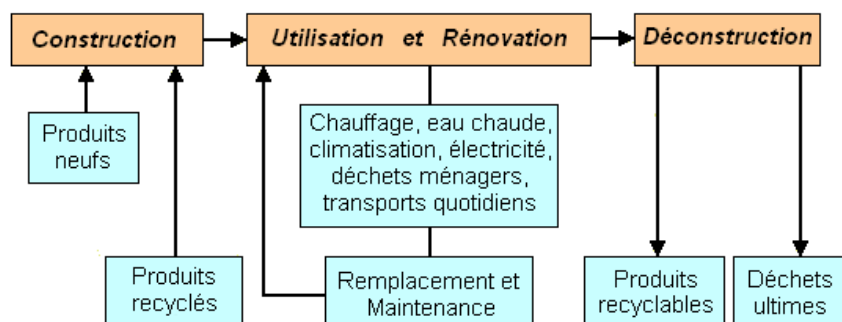 Construction
Utilisation et Rénovation
Déconstruction
Produits
neufs
Chauffage, eau chaude,
climatisation, électricité,
déchets ménagers,
transports quotidiens
Produits
recyclés
Remplacement et
Maintenance
Produits
recyclables
Déchets
ultimes